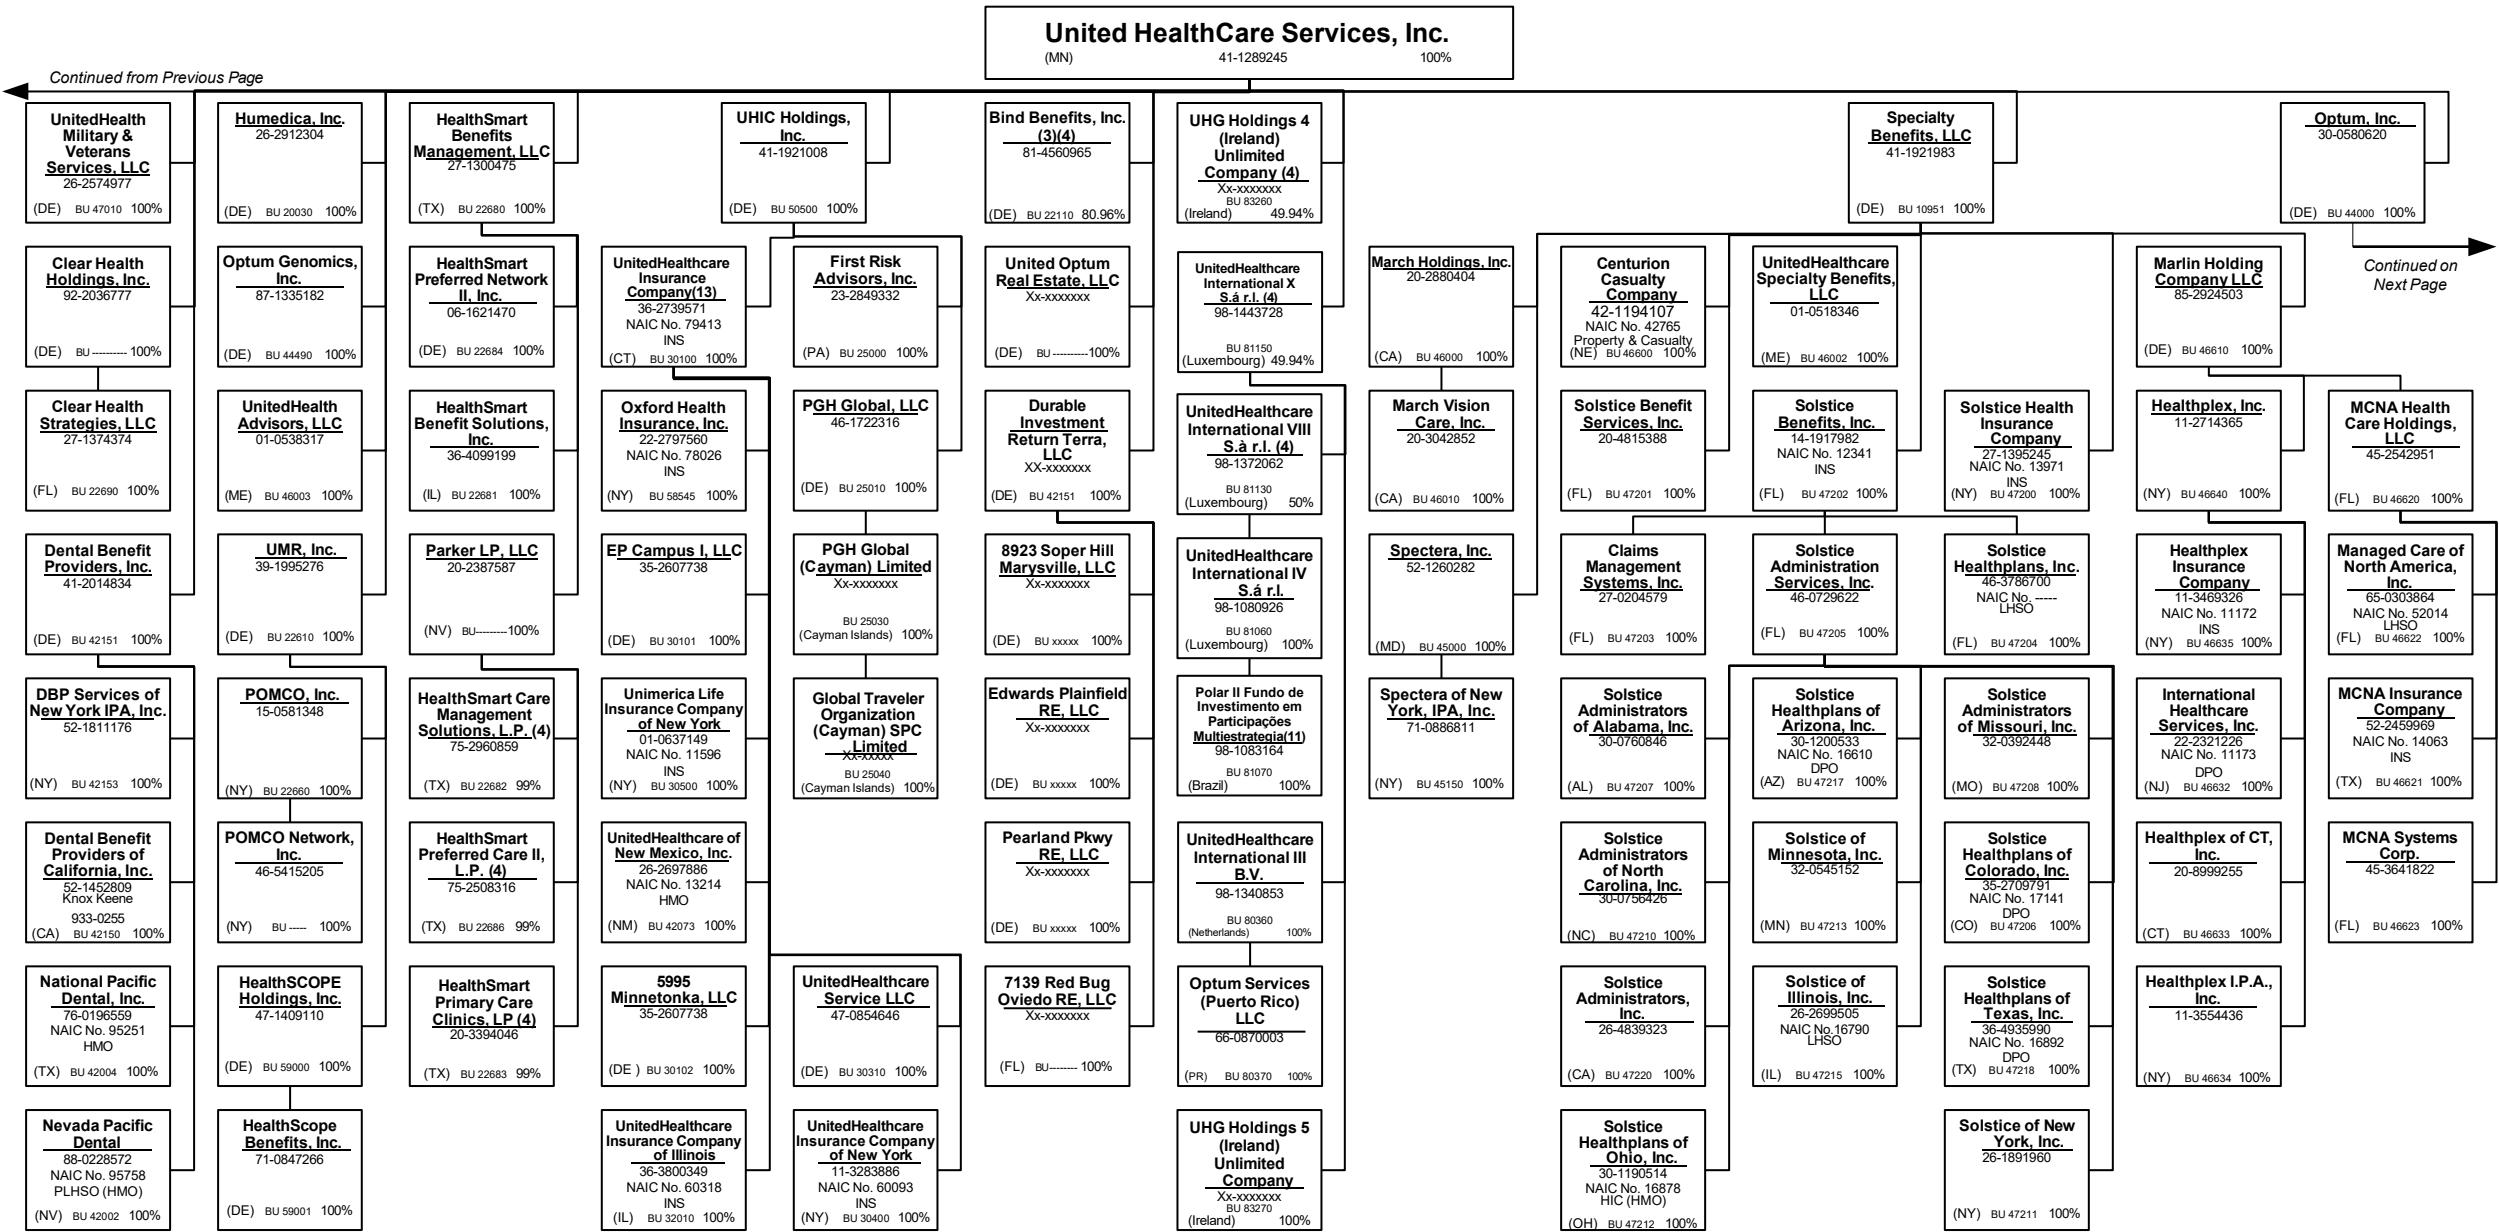 United HealthCare Services, Inc.
(MN) 41-1289245 100%
Continued from Previous Page
UnitedHealth
Military &
Veterans
Services, LLC
26-2574977
(DE) BU 47010 100%
Humedica, Inc.
26-2912304
(DE) BU 20030 100%
HealthSmart
Benefits
Management, LLC
27-1300475
(TX) BU 22680 100%
UHIC Holdings,
Inc.
41-1921008
(DE) BU 50500 100%
Bind Benefits, Inc.
(3)(4)
81-4560965
(DE) BU 22110 80.96%
UHG Holdings 4
(Ireland)
Unlimited
Company (4)
Xx-xxxxxxx
BU 83260
(Ireland) 49.94%
Specialty
Benefits, LLC
41-1921983
(DE) BU 10951 100%
Optum, Inc.
30-0580620
(DE) BU 44000 100%
Continued on
Next Page
Clear Health
Holdings, Inc.
92-2036777
(DE) BU ---------- 100%
Optum Genomics,
Inc.
87-1335182
(DE) BU 44490 100%
HealthSmart
Preferred Network
II, Inc.
06-1621470
(DE) BU 22684 100%
UnitedHealthcare
Insurance
Company(13)
36-2739571
NAIC No. 79413
INS
(CT) BU 30100 100%
First Risk
Advisors, Inc.
23-2849332
(PA) BU 25000 100%
United Optum
Real Estate, LLC
Xx-xxxxxxx
(DE) BU ----------100%
UnitedHealthcare
International X
S.á r.l. (4)
98-1443728
BU 81150
(Luxembourg) 49.94%
March Holdings, Inc.
20-2880404
(CA) BU 46000 100%
Centurion
Casualty
Company
42-1194107
NAIC No. 42765
Property & Casualty
(NE) BU 46600 100%
UnitedHealthcare
Specialty Benefits,
LLC
01-0518346
(ME) BU 46002 100%
Marlin Holding
Company LLC
85-2924503
(DE) BU 46610 100%
Clear Health
Strategies, LLC
27-1374374
(FL) BU 22690 100%
UnitedHealth
Advisors, LLC
01-0538317
(ME) BU 46003 100%
HealthSmart
Benefit Solutions,
Inc.
36-4099199
(IL) BU 22681 100%
Oxford Health
Insurance, Inc.
22-2797560
NAIC No. 78026
INS
(NY) BU 58545 100%
PGH Global, LLC
46-1722316
(DE) BU 25010 100%
Durable
Investment
Return Terra,
LLC
XX-xxxxxxx
(DE) BU 42151 100%
UnitedHealthcare
International VIII
S.à r.l. (4)
98-1372062
BU 81130
(Luxembourg) 50%
March Vision
Care, Inc.
20-3042852
(CA) BU 46010 100%
Solstice Benefit
Services, Inc.
20-4815388
(FL) BU 47201 100%
Solstice
Benefits, Inc.
14-1917982
NAIC No. 12341
INS
(FL) BU 47202 100%
Solstice Health
Insurance
Company
27-1395245
NAIC No. 13971
INS
(NY) BU 47200 100%
Healthplex, Inc.
11-2714365
(NY) BU 46640 100%
MCNA Health
Care Holdings,
LLC
45-2542951
(FL) BU 46620 100%
Dental Benefit
Providers, Inc.
41-2014834
(DE) BU 42151 100%
UMR, Inc.
39-1995276
(DE) BU 22610 100%
Parker LP, LLC
20-2387587
(NV) BU---------100%
EP Campus I, LLC
35-2607738
(DE) BU 30101 100%
PGH Global
(Cayman) Limited
Xx-xxxxxxx
BU 25030
(Cayman Islands) 100%
8923 Soper Hill
Marysville, LLC
Xx-xxxxxxx
(DE) BU xxxxx 100%
UnitedHealthcare
International IV
S.á r.l.
98-1080926
BU 81060
(Luxembourg) 100%
Spectera, Inc.
52-1260282
(MD) BU 45000 100%
Claims
Management
Systems, Inc.
27-0204579
(FL) BU 47203 100%
Solstice
Administration
Services, Inc.
46-0729622
(FL) BU 47205 100%
Solstice
Healthplans, Inc.
46-3786700
NAIC No. -----
LHSO
(FL) BU 47204 100%
Healthplex
Insurance
Company
11-3469326
NAIC No. 11172
INS
(NY) BU 46635 100%
Managed Care of
North America,
Inc.
65-0303864
NAIC No. 52014
LHSO
(FL) BU 46622 100%
DBP Services of
New York IPA, Inc.
52-1811176
(NY) BU 42153 100%
POMCO, Inc.
15-0581348
(NY) BU 22660 100%
HealthSmart Care
Management
Solutions, L.P. (4)
75-2960859
(TX) BU 22682 99%
Unimerica Life
Insurance Company
of New York
01-0637149
NAIC No. 11596
INS
(NY) BU 30500 100%
Global Traveler
Organization
(Cayman) SPC
Limited
Xx-xxxxx
BU 25040
(Cayman Islands) 100%
Edwards Plainfield
RE, LLC
Xx-xxxxxxx
(DE) BU xxxxx 100%
Polar II Fundo de
Investimento em
Participações
Multiestrategia(11)
98-1083164
BU 81070
(Brazil) 100%
Spectera of New
York, IPA, Inc.
71-0886811
(NY) BU 45150 100%
Solstice
Administrators
of Alabama, Inc.
30-0760846
(AL) BU 47207 100%
Solstice
Healthplans of
Arizona, Inc.
30-1200533
NAIC No. 16610
DPO
(AZ) BU 47217 100%
Solstice
Administrators
of Missouri, Inc.
32-0392448
(MO) BU 47208 100%
International
Healthcare
Services, Inc.
22-2321226
NAIC No. 11173
DPO
(NJ) BU 46632 100%
MCNA Insurance
Company
52-2459969
NAIC No. 14063
INS
(TX) BU 46621 100%
Dental Benefit
Providers of
California, Inc.
52-1452809
Knox Keene
933-0255
(CA) BU 42150 100%
POMCO Network,
Inc.
46-5415205
(NY) BU ----- 100%
HealthSmart
Preferred Care II,
L.P. (4)
75-2508316
(TX) BU 22686 99%
UnitedHealthcare of
New Mexico, Inc.
26-2697886
NAIC No. 13214
HMO
(NM) BU 42073 100%
Pearland Pkwy
RE, LLC
Xx-xxxxxxx
(DE) BU xxxxx 100%
UnitedHealthcare
International III
B.V.
98-1340853
BU 80360
(Netherlands) 100%
Solstice
Administrators
of North
Carolina, Inc.
30-0756426
(NC) BU 47210 100%
Solstice of
Minnesota, Inc.
32-0545152
(MN) BU 47213 100%
Solstice
Healthplans of
Colorado, Inc.
35-2709791
NAIC No. 17141
DPO
(CO) BU 47206 100%
Healthplex of CT,
Inc.
20-8999255
(CT) BU 46633 100%
MCNA Systems
Corp.
45-3641822
(FL) BU 46623 100%
National Pacific
Dental, Inc.
76-0196559
NAIC No. 95251
HMO
(TX) BU 42004 100%
HealthSCOPE
Holdings, Inc.
47-1409110
(DE) BU 59000 100%
HealthSmart
Primary Care
Clinics, LP (4)
20-3394046
(TX) BU 22683 99%
5995
Minnetonka, LLC
35-2607738
(DE ) BU 30102 100%
UnitedHealthcare
Service LLC
47-0854646
(DE) BU 30310 100%
7139 Red Bug
Oviedo RE, LLC
Xx-xxxxxxx
(FL) BU-------- 100%
Optum Services
(Puerto Rico)
LLC
66-0870003
(PR) BU 80370 100%
Solstice
Administrators,
Inc.
26-4839323
(CA) BU 47220 100%
Solstice of
Illinois, Inc.
26-2699505
NAIC No.16790
LHSO
(IL) BU 47215 100%
Solstice
Healthplans of
Texas, Inc.
36-4935990
NAIC No. 16892
DPO
(TX) BU 47218 100%
Healthplex I.P.A.,
Inc.
11-3554436
(NY) BU 46634 100%
Nevada Pacific
Dental
88-0228572
NAIC No. 95758
PLHSO (HMO)
(NV) BU 42002 100%
HealthScope
Benefits, Inc.
71-0847266
(DE) BU 59001 100%
UnitedHealthcare
Insurance Company
of Illinois
36-3800349
NAIC No. 60318
INS
(IL) BU 32010 100%
UnitedHealthcare
Insurance Company
of New York
11-3283886
NAIC No. 60093
INS
(NY) BU 30400 100%
UHG Holdings 5
(Ireland)
Unlimited
Company
Xx-xxxxxxx
BU 83270
(Ireland) 100%
Solstice
Healthplans of
Ohio, Inc.
30-1190514
NAIC No. 16878
HIC (HMO)
(OH) BU 47212 100%
Solstice of New
York, Inc.
26-1891960
(NY) BU 47211 100%